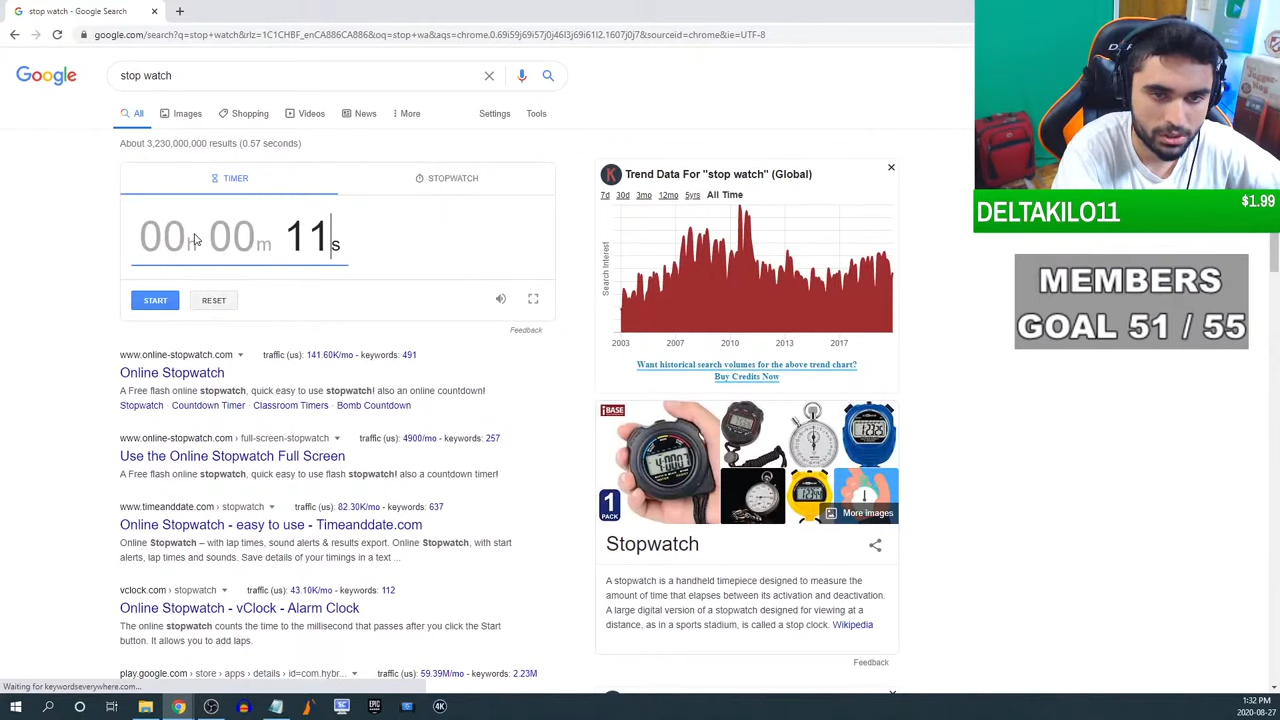 stop watch - Google Search
google.com/search?q=stop+watch&rlz=1C1CHBF_enCA886CA886&oq=stop+wa&aqs=chrome.0.69i59j69i57j0j46l3j69i61l2.1607j0j7&sourceid=chrome&ie=UTF-8
Google
stop watch
All
Images
Shopping
Videos
News
More
Settings
Tools
About 3,230,000,000 results (0.57 seconds)
TIMER
STOPWATCH
00h 00m 11s
START
RESET
Feedback
www.online-stopwatch.com traffic (us): 141.60K/mo - keywords: 491
Online Stopwatch
A Free flash online stopwatch, quick easy to use stopwatch! also an online countdown!
Stopwatch · Countdown Timer · Classroom Timers · Bomb Countdown
www.online-stopwatch.com › full-screen-stopwatch traffic (us): 4900/mo - keywords: 257
Use the Online Stopwatch Full Screen
A Free flash online stopwatch, quick easy to use flash stopwatch! also a countdown timer!
www.timeanddate.com › stopwatch traffic (us): 82.30K/mo - keywords: 637
Online Stopwatch - easy to use - Timeanddate.com
Online Stopwatch – with lap times, sound alerts & results export. Online Stopwatch, with start
alerts, lap times and sounds. Save details of your timings in a text ...
vclock.com › stopwatch traffic (us): 43.10K/mo - keywords: 112
Online Stopwatch - vClock - Alarm Clock
The online stopwatch counts the time to the millisecond that passes after you click the Start
button. It allows you to add laps.
play.google.com › store › apps › details › id=com.hybr... traffic (us): 59.39M/mo - keywords: 2.23M
Waiting for keywordseverywhere.com...
K
Trend Data For "stop watch" (Global)
7d 30d 3mo 12mo 5yrs All Time
Search Interest
2003 2007 2010 2013 2017
Want historical search volumes for the above trend chart?
Buy Credits Now
iBASE
1
PACK
More images
Stopwatch
A stopwatch is a handheld timepiece designed to measure the
amount of time that elapses between its activation and deactivation.
A large digital version of a stopwatch designed for viewing at a
distance, as in a sports stadium, is called a stop clock. Wikipedia
Feedback
DELTAKILO11
$1.99
MEMBERS
GOAL 51 / 55
EPIC
4K
1:32 PM
2020-08-27